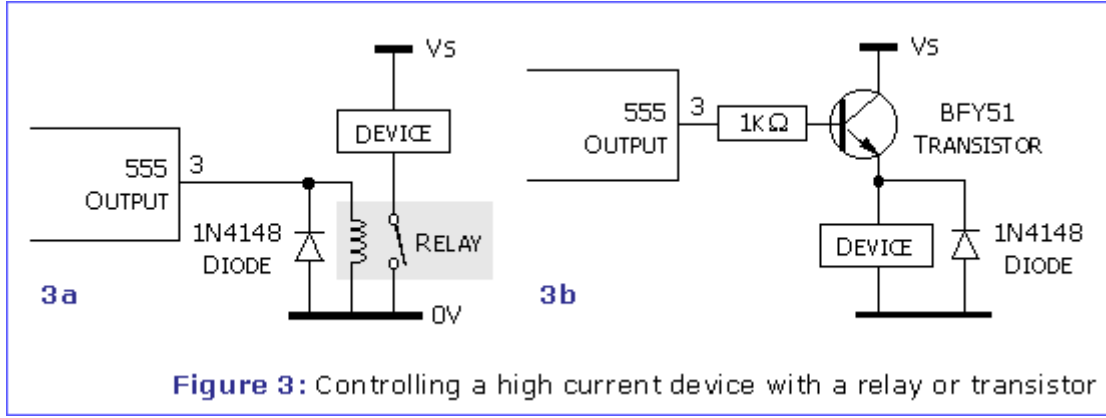 Vs
DEVICE
555
OUTPUT
3
1N4148
DIODE
RELAY
3a
0V
Vs
555
OUTPUT
3
1KΩ
BFY51
TRANSISTOR
DEVICE
1N4148
DIODE
3b
Figure 3: Controlling a high current device with a relay or transistor